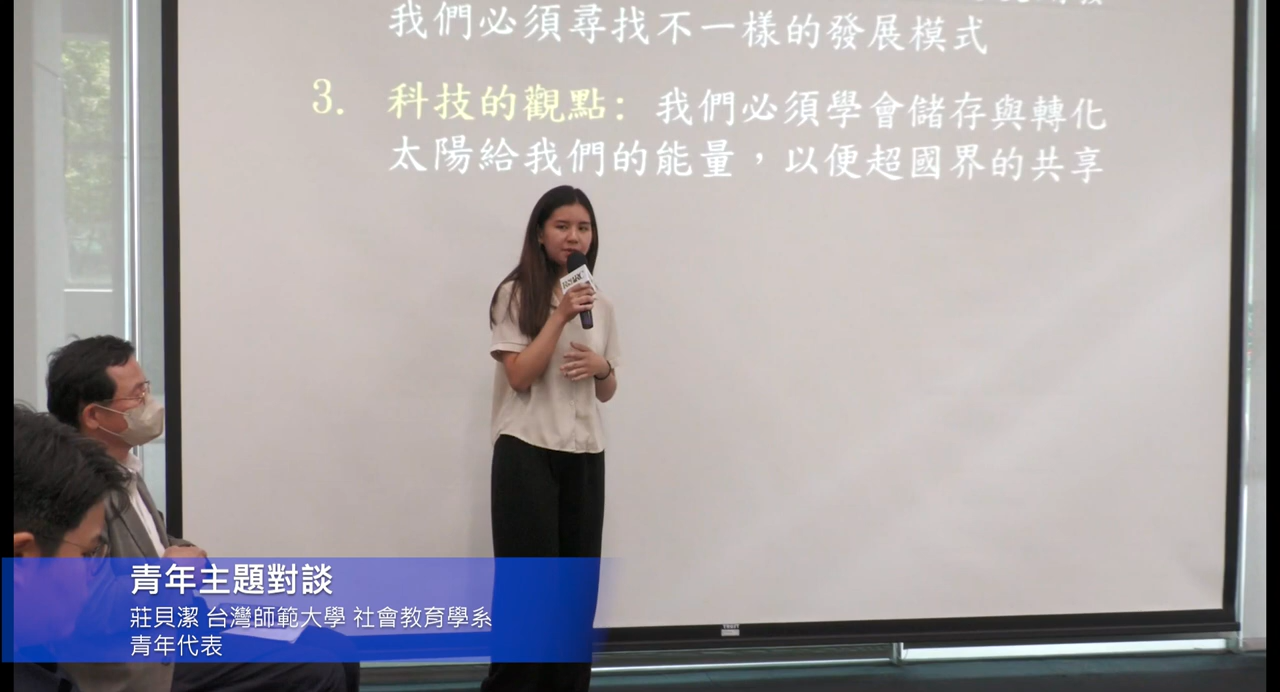 我們必須尋找不一樣的發展模式
3. 科技的觀點: 我們必須學會儲存與轉化
太陽給我們的能量，以便超國界的共享
青年主題對談
莊貝潔 台灣師範大學 社會教育學系
青年代表